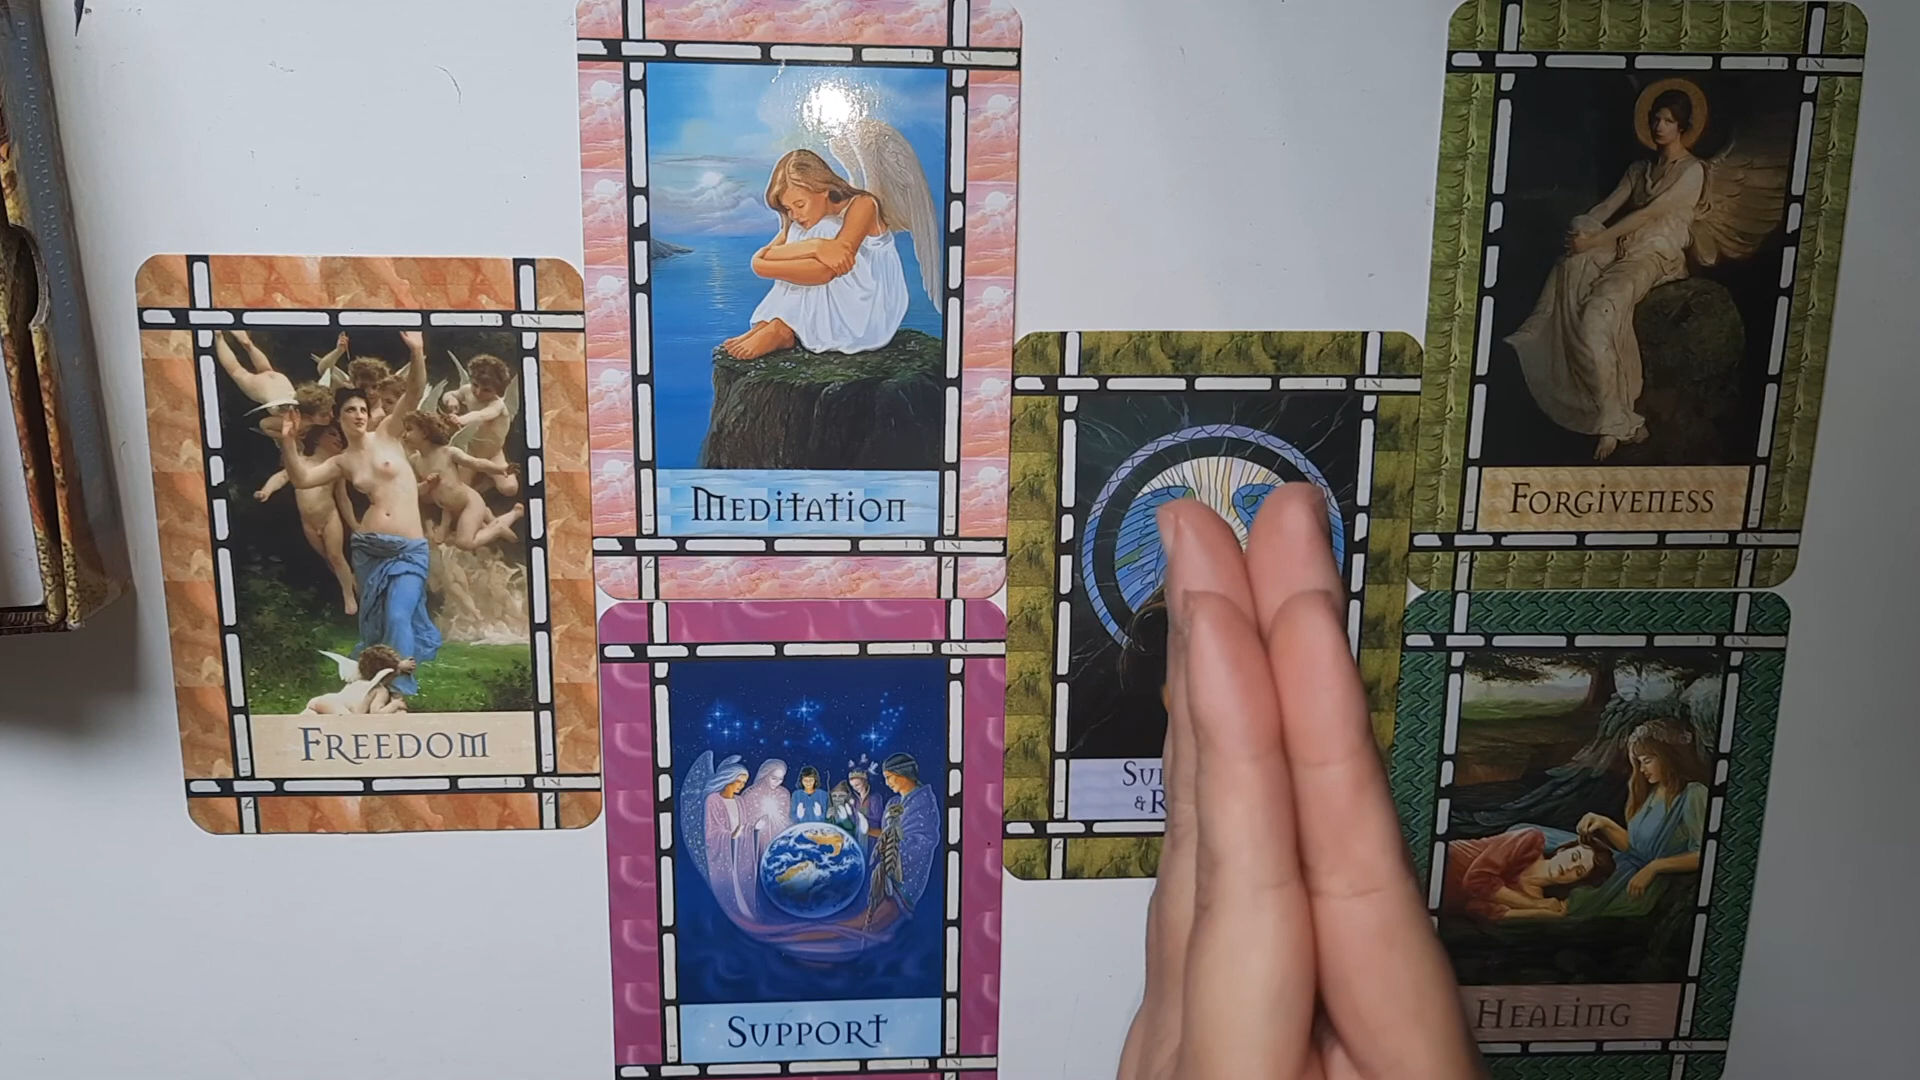 Freedom
Meditation
Support
Forgiveness
Healing